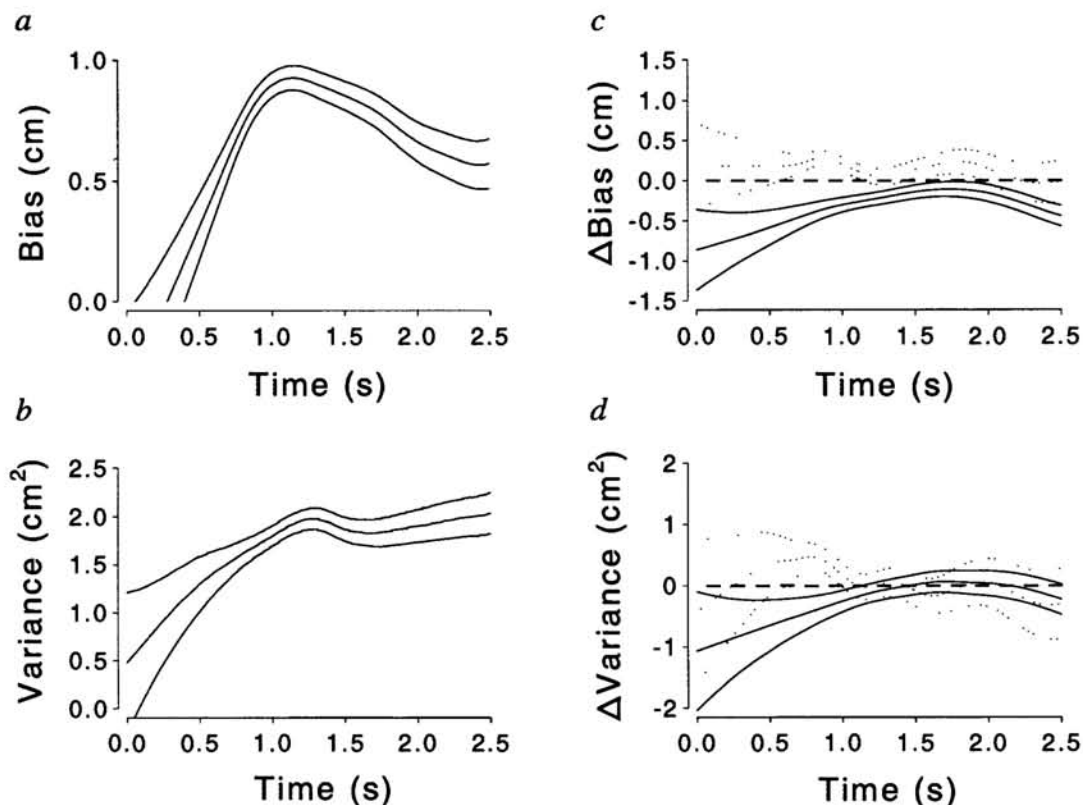 a
1.0
0.5
0.0
Bias (cm)
0.0 0.5 1.0 1.5 2.0 2.5
Time (s)
b
2.5
2.0
1.5
1.0
0.5
0.0
Variance (cm²)
0.0 0.5 1.0 1.5 2.0 2.5
Time (s)
c
1.5
1.0
0.5
0.0
-0.5
-1.0
-1.5
ΔBias (cm)
0.0 0.5 1.0 1.5 2.0 2.5
Time (s)
d
2
1
0
-1
-2
ΔVariance (cm²)
0.0 0.5 1.0 1.5 2.0 2.5
Time (s)